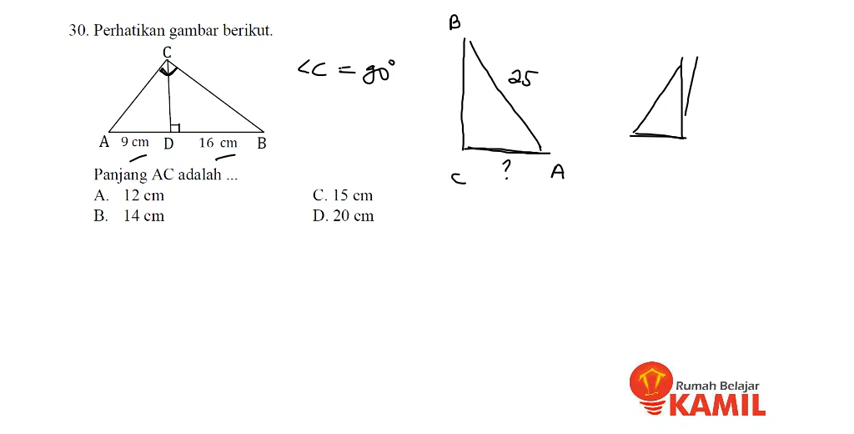 30. Perhatikan gambar berikut.
C
A 9 cm D 16 cm B
Panjang AC adalah ...
A. 12 cm C. 15 cm
B. 14 cm D. 20 cm
<C = 90°
B
25
C ? A
Rumah Belajar
KAMIL